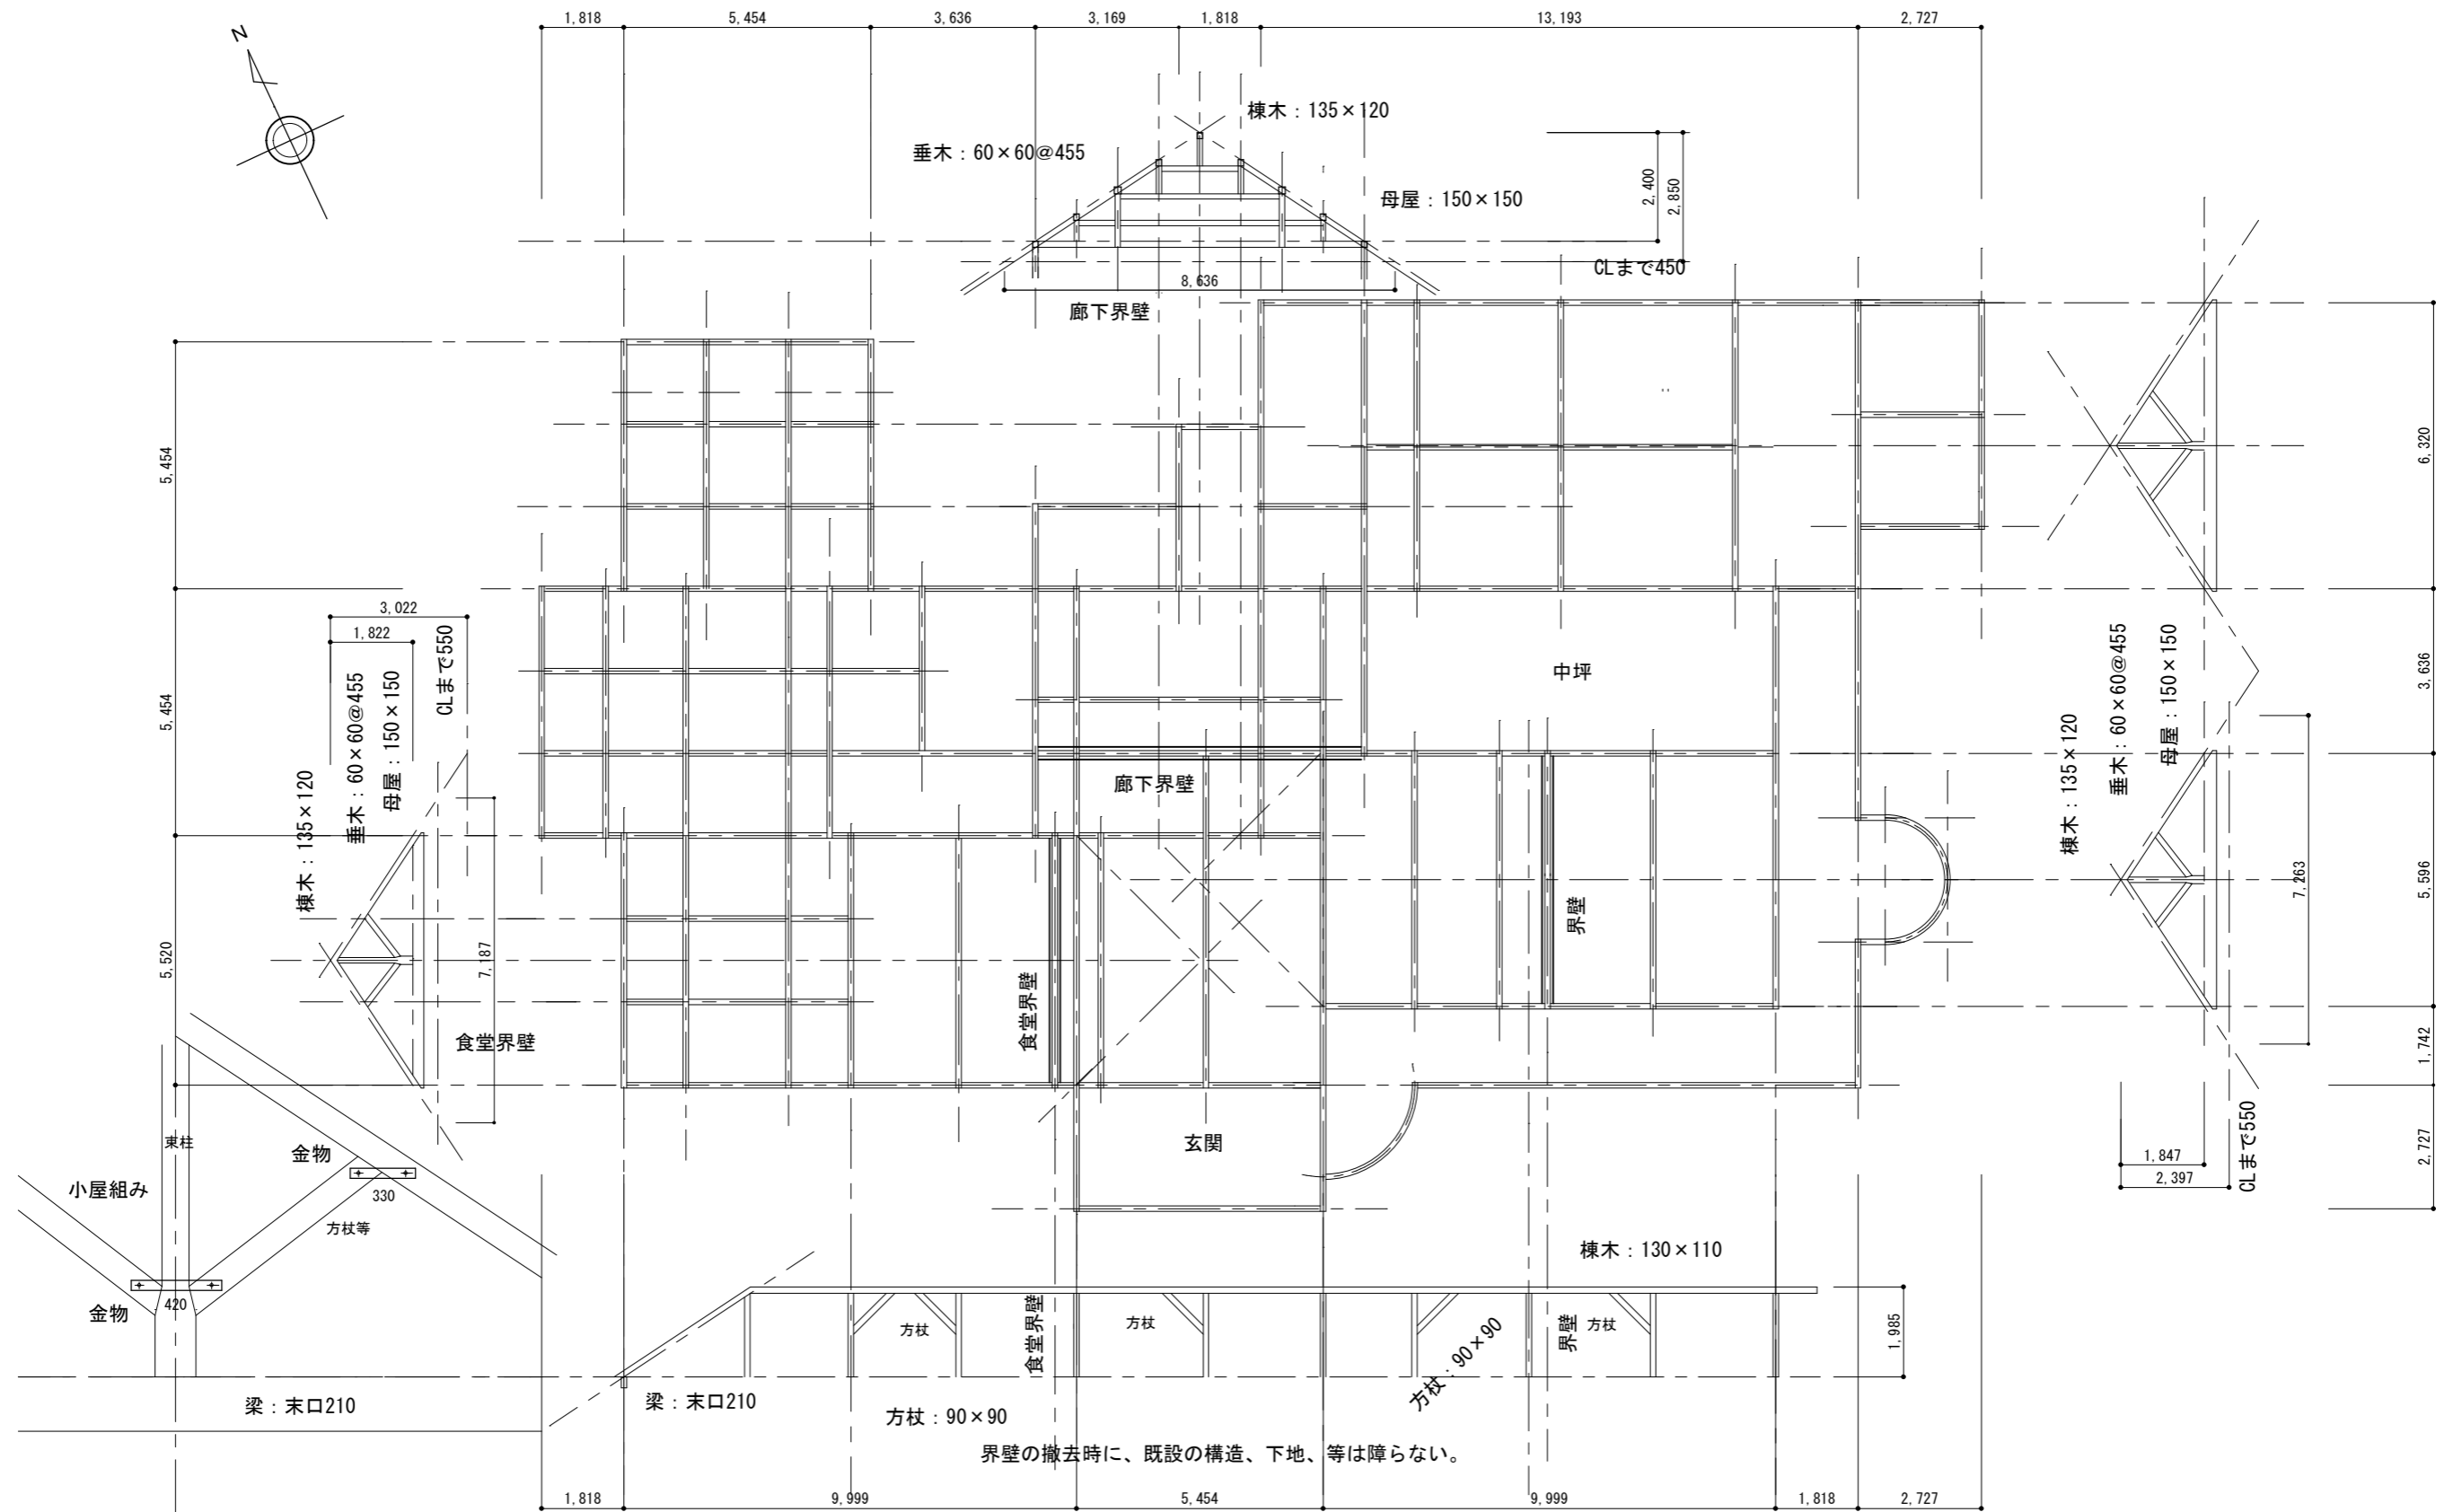 1,818
5,454
3,636
3,169
1,818
13,193
2,727
N
棟木：135×120
垂木：60×60@455
母屋：150×150
2,400
2,850
CLまで450
8,636
廊下界壁
5,454
5,454
5,520
6,320
3,636
5,596
1,742
2,727
3,022
1,822
CLまで550
母屋：150×150
垂木：60×60@455
棟木：135×120
7,187
食堂界壁
中坪
廊下界壁
界壁
食堂界壁
玄関
棟木：135×120
垂木：60×60@455
母屋：150×150
7,263
1,847
2,397
CLまで550
束柱
金物
小屋組み
330
方杖等
420
金物
梁：末口210
棟木：130×110
方杖
食堂界壁
方杖
方杖：90×90
界壁
方杖
1,985
梁：末口210
方杖：90×90
界壁の撤去時に、既設の構造、下地、等は障らない。
1,818
9,999
5,454
9,999
1,818
2,727